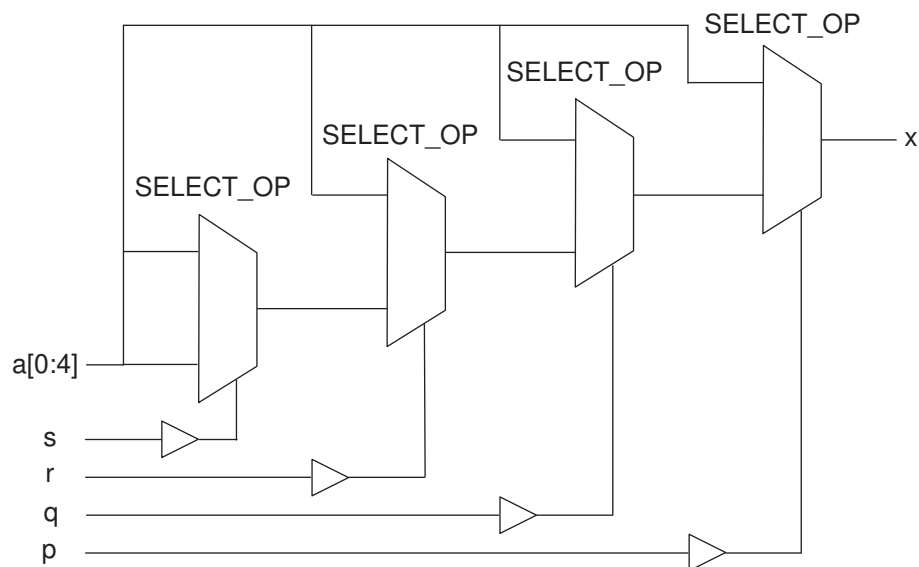 SELECT_OP
SELECT_OP
SELECT_OP
x
SELECT_OP
a[0:4]
s
r
q
p